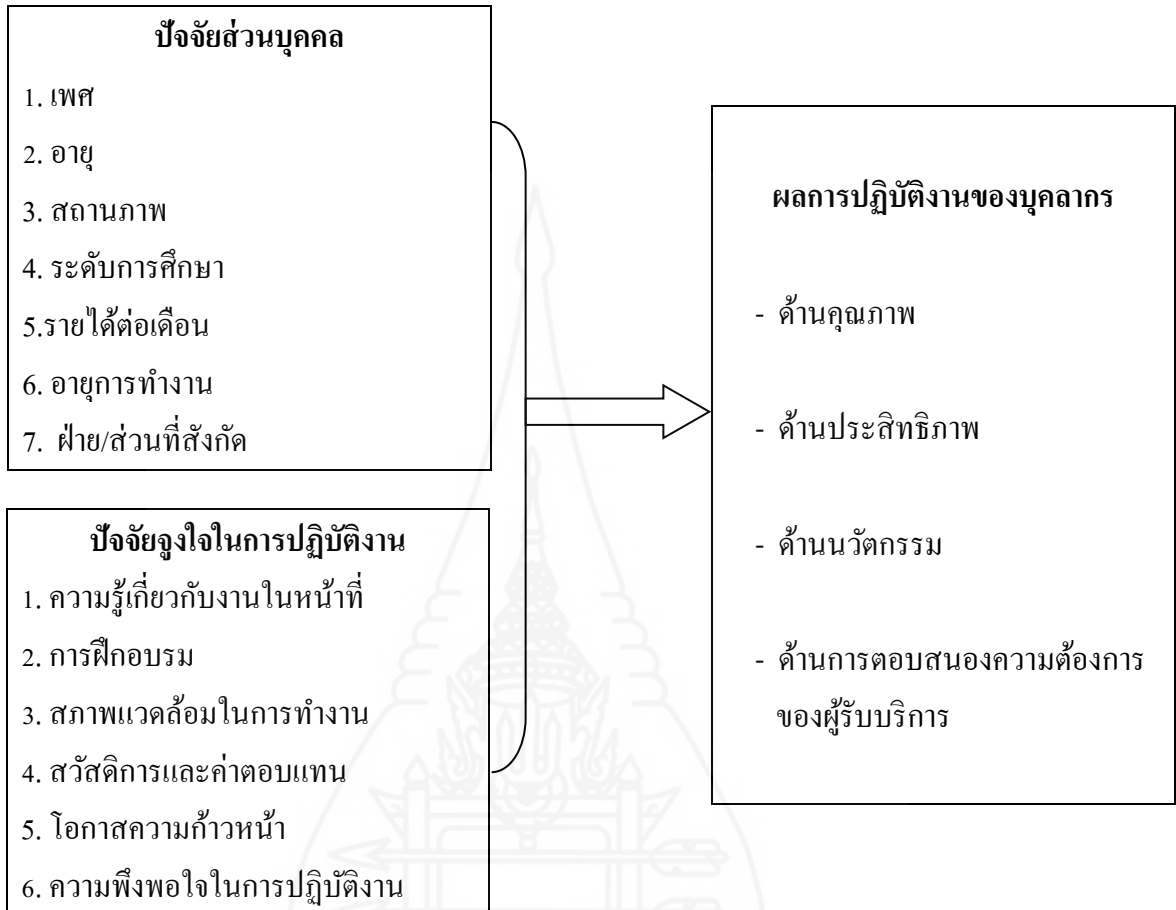 ปัจจัยส่วนบุคคล
1. เพศ
2. อายุ
3. สถานภาพ
4. ระดับการศึกษา
5.รายได้ต่อเดือน
6. อายุการทำงาน
7. ฝ่าย/ส่วนที่สังกัด
ปัจจัยจูงใจในการปฏิบัติงาน
1. ความรู้เกี่ยวกับงานในหน้าที่
2. การฝึกอบรม
3. สภาพแวดล้อมในการทำงาน
4. สวัสดิการและค่าตอบแทน
5. โอกาสความก้าวหน้า
6. ความพึงพอใจในการปฏิบัติงาน
ผลการปฏิบัติงานของบุคลากร
- ด้านคุณภาพ
- ด้านประสิทธิภาพ
- ด้านนวัตกรรม
- ด้านการตอบสนองความต้องการ
ของผู้รับบริการ